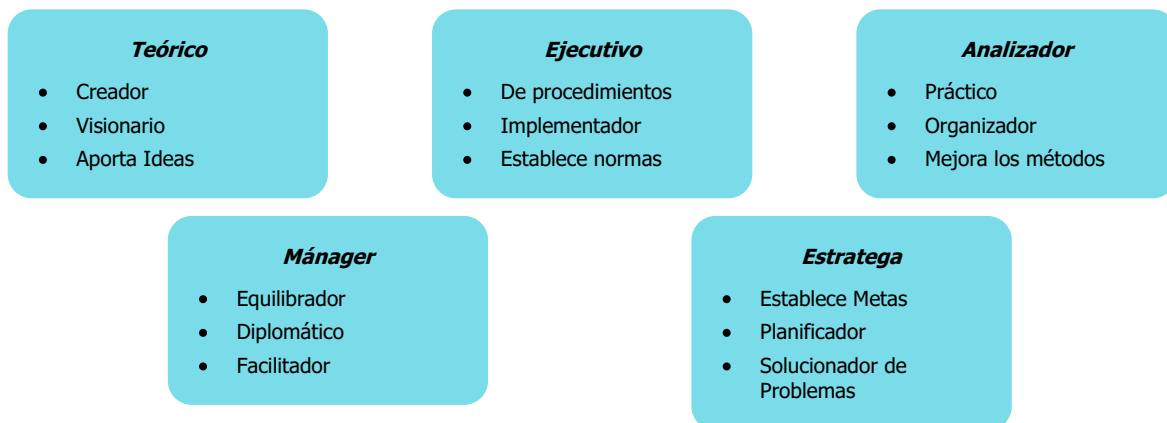 Teórico
• Creador
• Visionario
• Aporta Ideas
Ejecutivo
• De procedimientos
• Implementador
• Establece normas
Analizador
• Práctico
• Organizador
• Mejora los métodos
Mánager
• Equilibrador
• Diplomático
• Facilitador
Estratega
• Establece Metas
• Planificador
• Solucionador de
Problemas